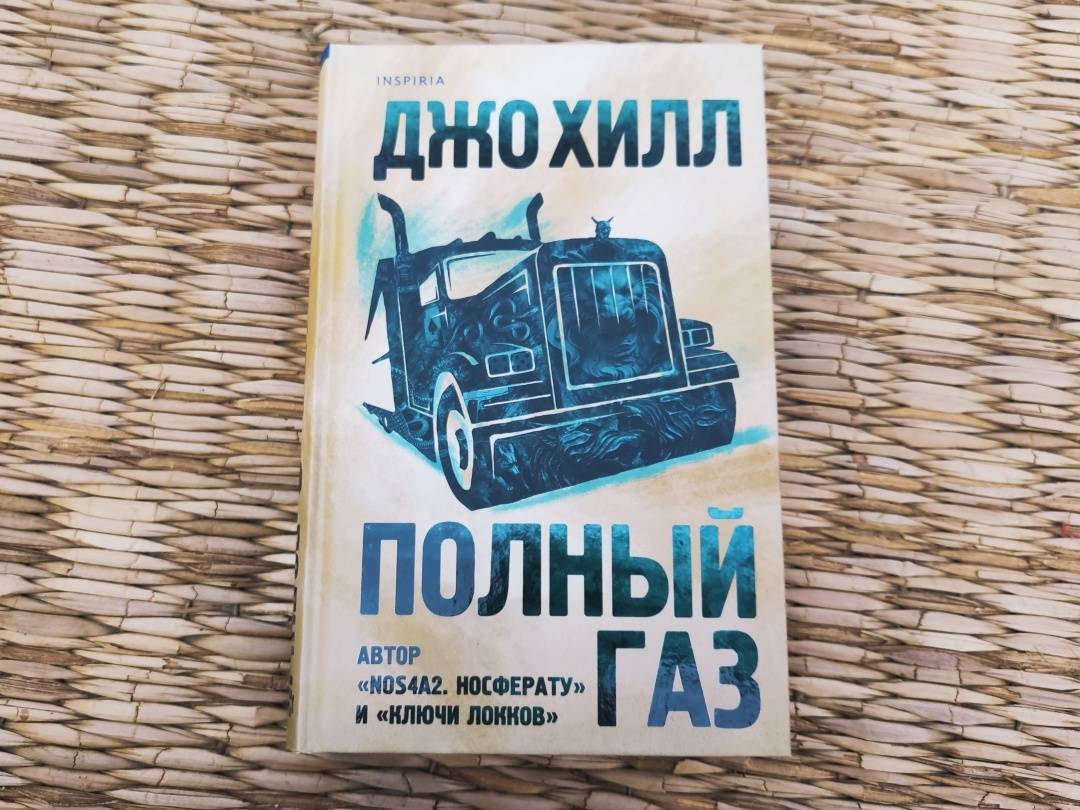 INSPIRIA
ДЖО ХИЛЛ
ПОЛНЫЙ
ГАЗ
АВТОР
«NOS4A2. НОСФЕРАТУ»
И «КЛЮЧИ ЛОККОВ»